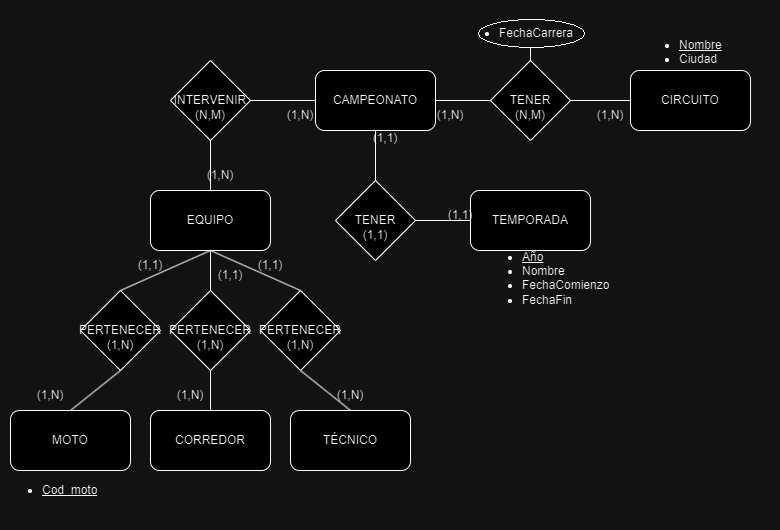 FechaCarrera
Nombre
Ciudad
INTERVENIR
(N,M)
(1,N)
CAMPEONATO
(1,N)
TENER
(N,M)
(1,N)
CIRCUITO
(1,1)
(1,N)
EQUIPO
TENER
(1,1)
(1,1)
TEMPORADA
Año
Nombre
FechaComienzo
FechaFin
(1,1)
(1,1)
(1,1)
PERTENECER
(1,N)
PERTENECER
(1,N)
PERTENECER
(1,N)
(1,N)
(1,N)
(1,N)
MOTO
CORREDOR
TÉCNICO
Cod_moto